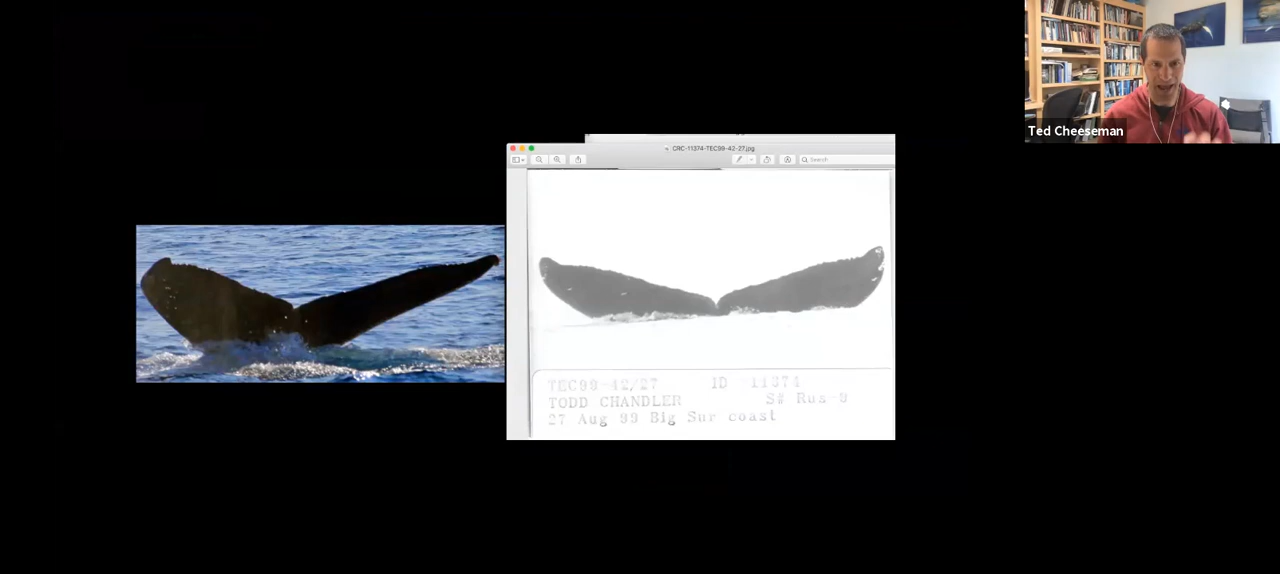 Ted Cheeseman
CRC-11374-TEC99-42-27.jpg
Search
TEC99-42/27 ID 11374
TODD CHANDLER S# Rus-9
27 Aug 99 Big Sur coast